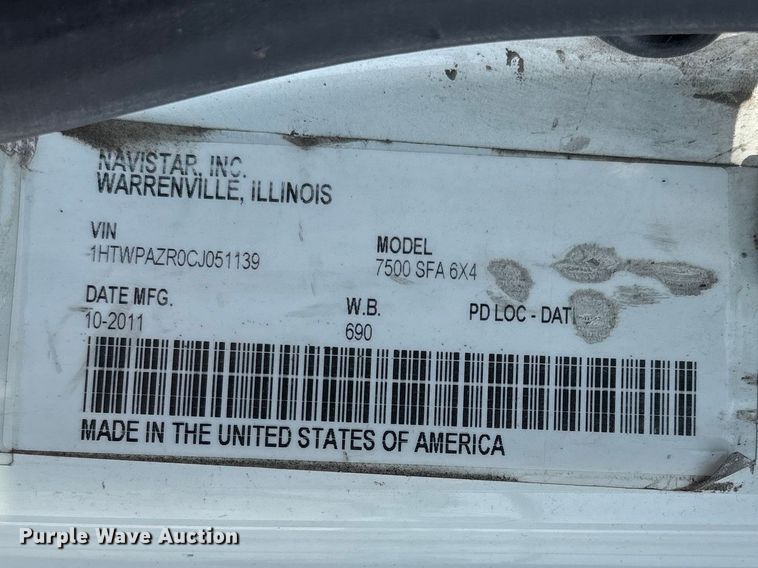 NAVISTAR, INC.
WARRENVILLE, ILLINOIS
VIN
1HTWPAZR0CJ051139
MODEL
7500 SFA 6X4
DATE MFG.
10-2011
W.B.
690
PD LOC - DAT
MADE IN THE UNITED STATES OF AMERICA
Purple Wave Auction